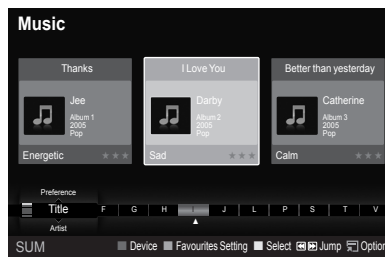 Music
Thanks
Jee
Album 1
2005
Pop
Energetic
I Love You
Darby
Album 2
2005
Pop
Sad
Better than yesterday
Catherine
Album 3
2005
Pop
Calm
Preference
Title F G H I J L P S T V
Artist
SUM Device Favourites Setting Select Jump Option